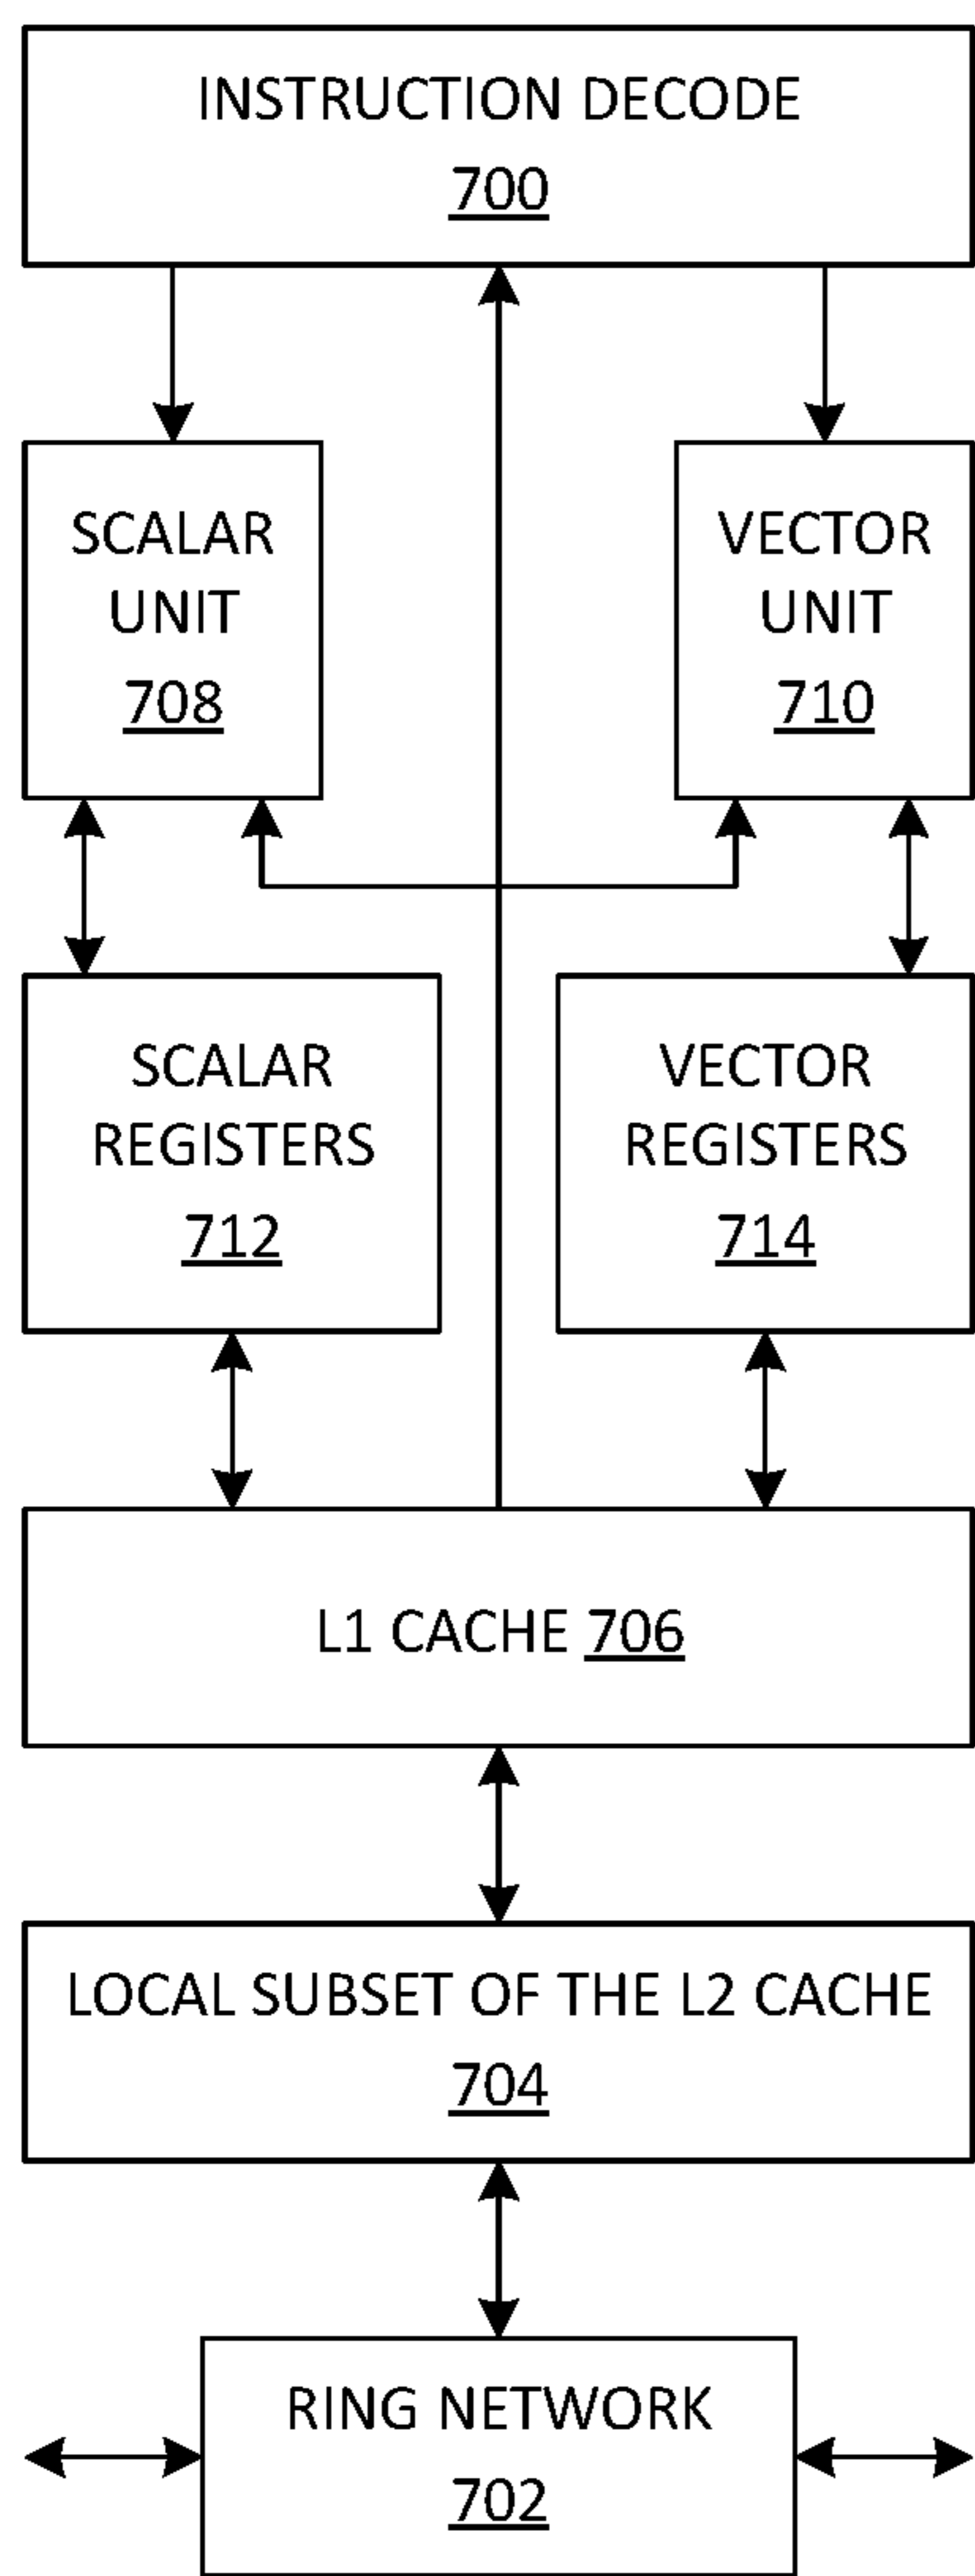 INSTRUCTION DECODE
700
SCALAR
UNIT
708
VECTOR
UNIT
710
SCALAR
REGISTERS
712
VECTOR
REGISTERS
714
L1 CACHE 706
LOCAL SUBSET OF THE L2 CACHE
704
RING NETWORK
702